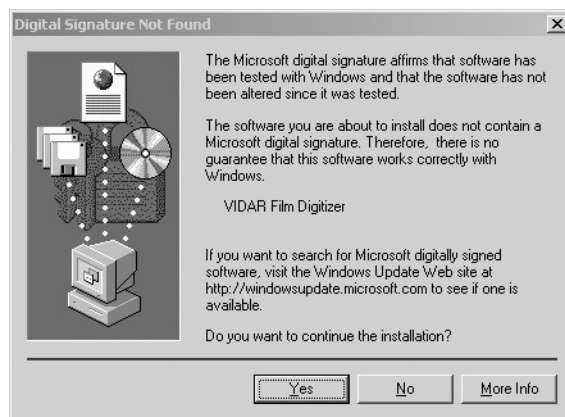 Digital Signature Not Found
The Microsoft digital signature affirms that software has
been tested with Windows and that the software has not
been altered since it was tested.
The software you are about to install does not contain a
Microsoft digital signature. Therefore, there is no
guarantee that this software works correctly with
Windows.
VIDAR Film Digitizer
If you want to search for Microsoft digitally signed
software, visit the Windows Update Web site at
http://windowsupdate.microsoft.com to see if one is
available.
Do you want to continue the installation?
Yes No More Info